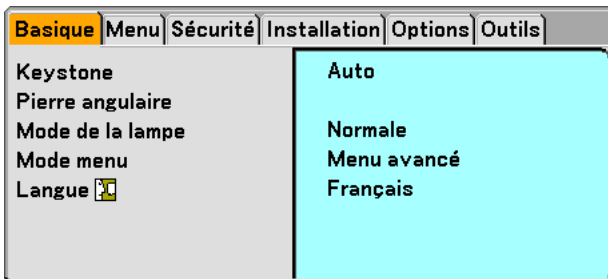 Basique Menu Sécurité Installation Options Outils
Keystone Auto
Pierre angulaire
Mode de la lampe Normale
Mode menu Menu avancé
Langue Français